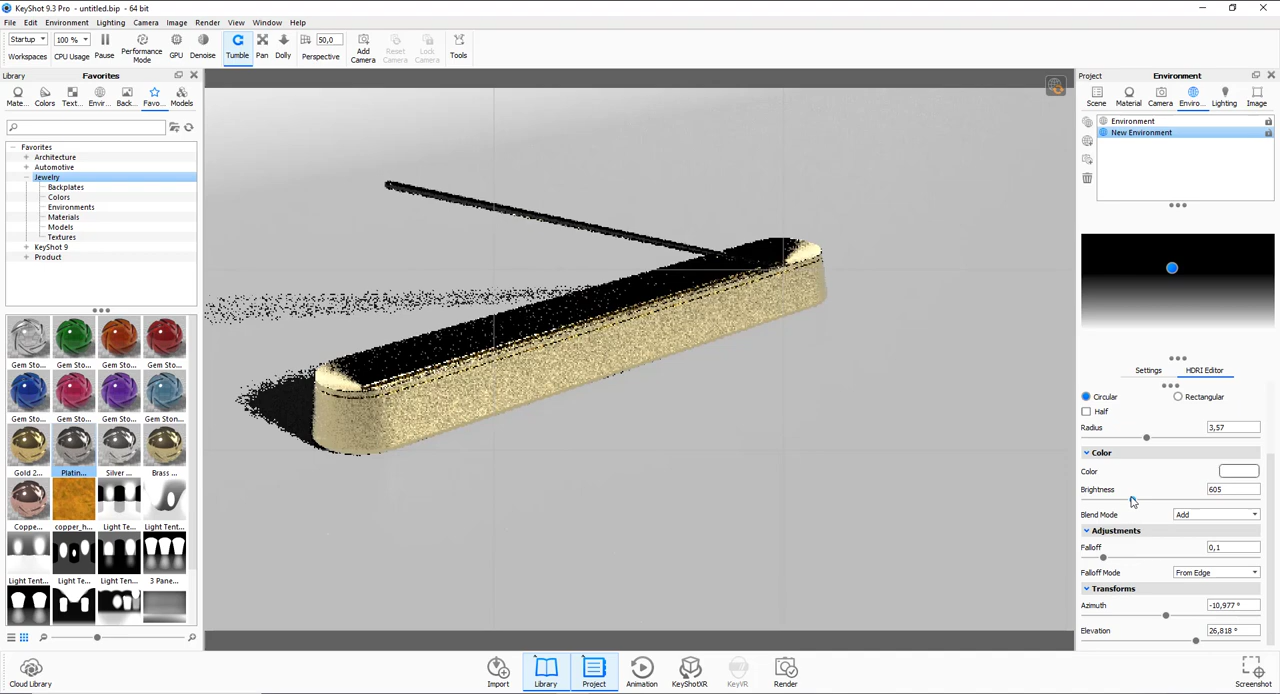 KeyShot 9.3 Pro - untitled.bip - 64 bit
File Edit Environment Lighting Camera Image Render View Window Help
Startup 100 % 50,0
Workspaces CPU Usage Pause Performance Mode GPU Denoise Tumble Pan Dolly Perspective Add Camera Reset Camera Lock Camera Tools
Library Favorites
Mate... Colors Text... Envir... Back... Favo... Models
Favorites
Architecture
Automotive
Jewelry
Backplates
Colors
Environments
Materials
Models
Textures
KeyShot 9
Product
Gem Sto... Gem Sto... Gem Sto... Gem Sto...
Gem Sto... Gem Sto... Gem Sto... Gem Ston...
Gold 2... Platin... Silver ... Brass ...
Coppe... copper_h... Light Te... Light Tent...
Light Tent... Light Te... Light Ten... 3 Pane...
Cloud Library
Import Library Project Animation KeyShotXR KeyVR Render
Screenshot
Project Environment
Scene Material Camera Enviro... Lighting Image
Environment
New Environment
Settings HDRI Editor
Circular Rectangular
Half
Radius 3,57
Color
Color
Brightness 605
Blend Mode Add
Adjustments
Falloff 0,1
Falloff Mode From Edge
Transforms
Azimuth -10,977 °
Elevation 26,818 °